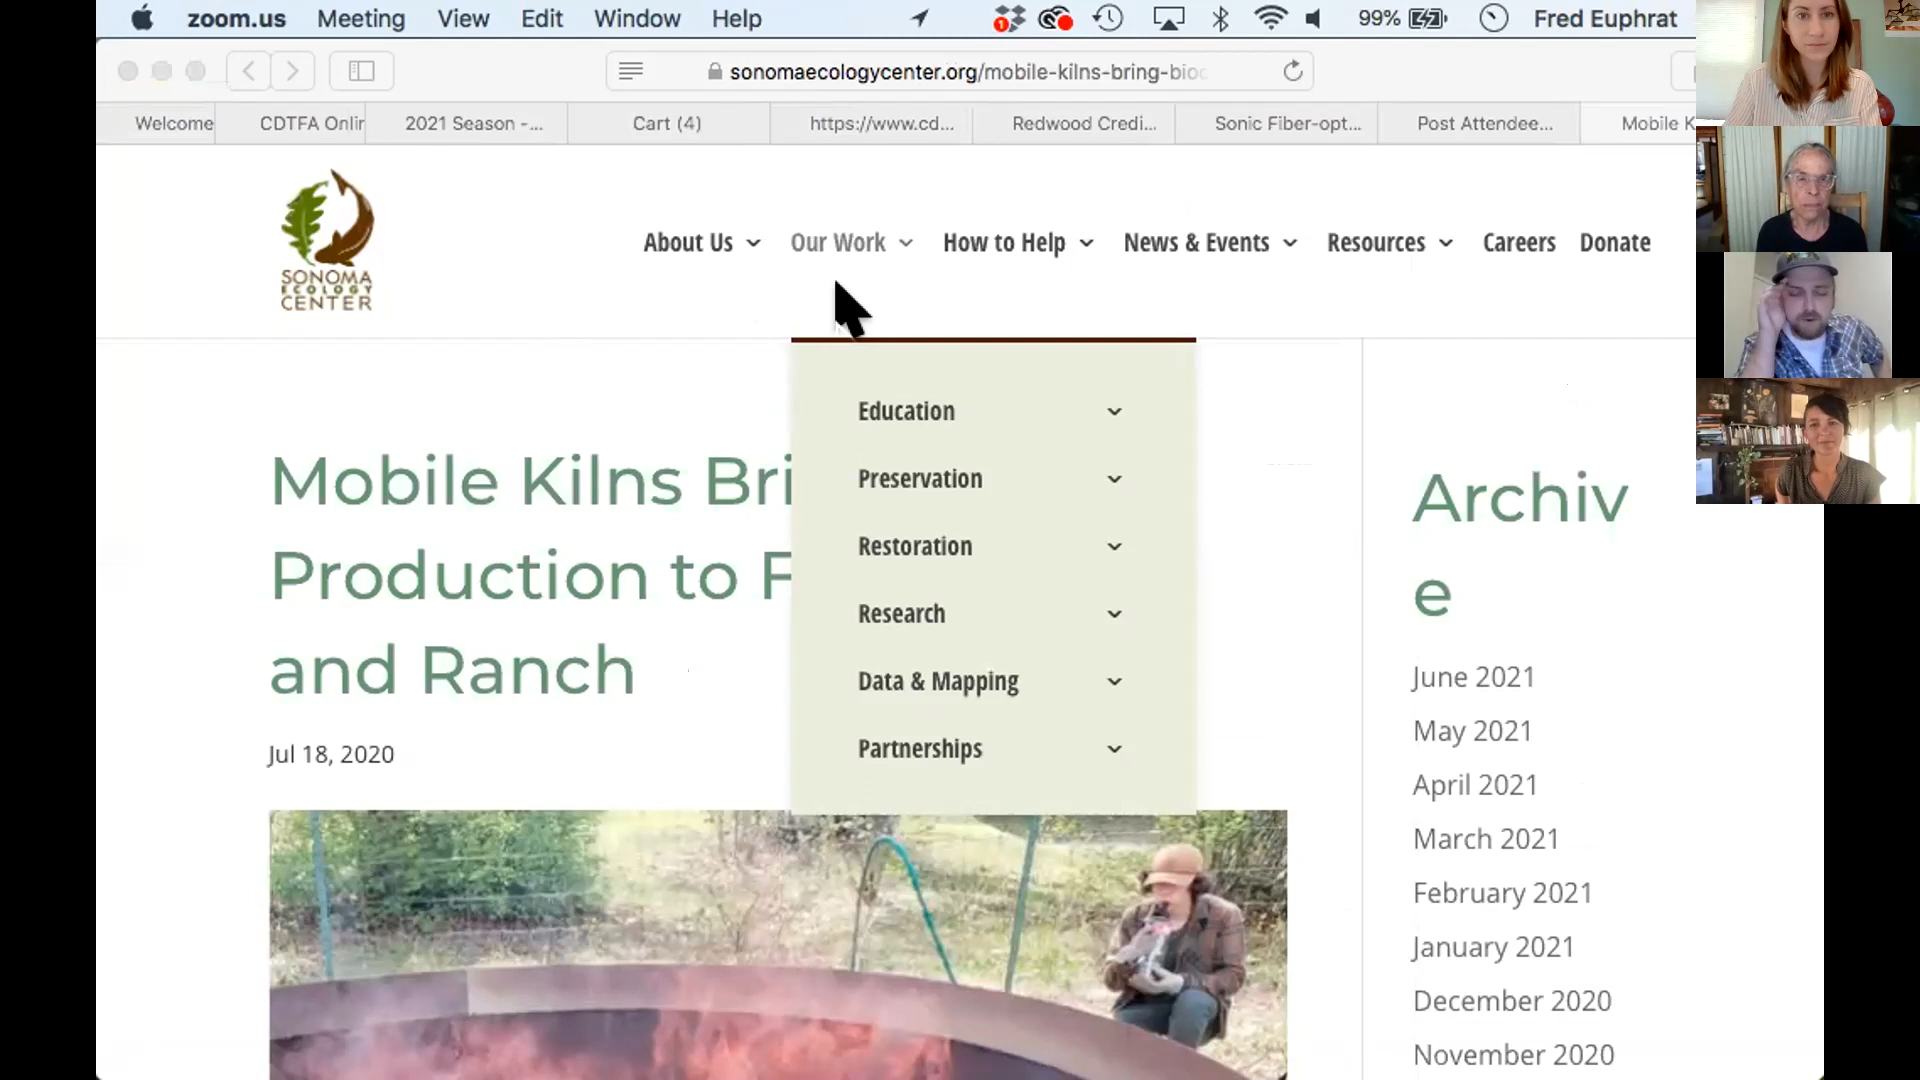 zoom.us Meeting View Edit Window Help 1 99% Fred Euphrat
sonomaecologycenter.org/mobile-kilns-bring-bioc
Welcome CDTFA Onlin 2021 Season -... Cart (4) https://www.cd... Redwood Credi... Sonic Fiber-opt... Post Attendee... Mobile K
SONOMA
ECOLOGY
CENTER
About Us Our Work How to Help News & Events Resources Careers Donate
Education
Preservation
Restoration
Research
Data & Mapping
Partnerships
Mobile Kilns Bri
Production to F
and Ranch
Jul 18, 2020
Archiv
e
June 2021
May 2021
April 2021
March 2021
February 2021
January 2021
December 2020
November 2020